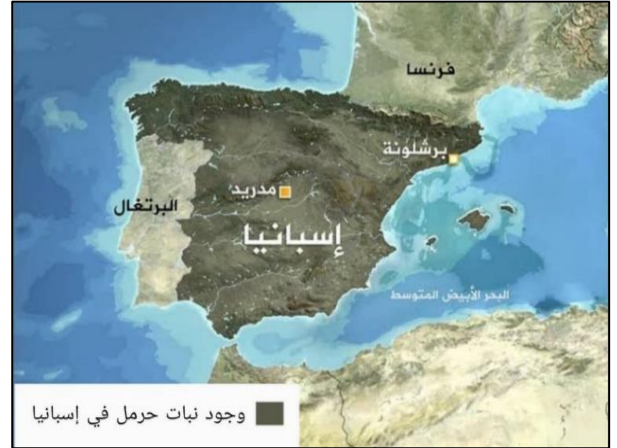 فرنسا
برشلونة
مدريد
البرتغال
إسبانيا
البحر الأبيض المتوسط
وجود نبات حرمل في إسبانيا